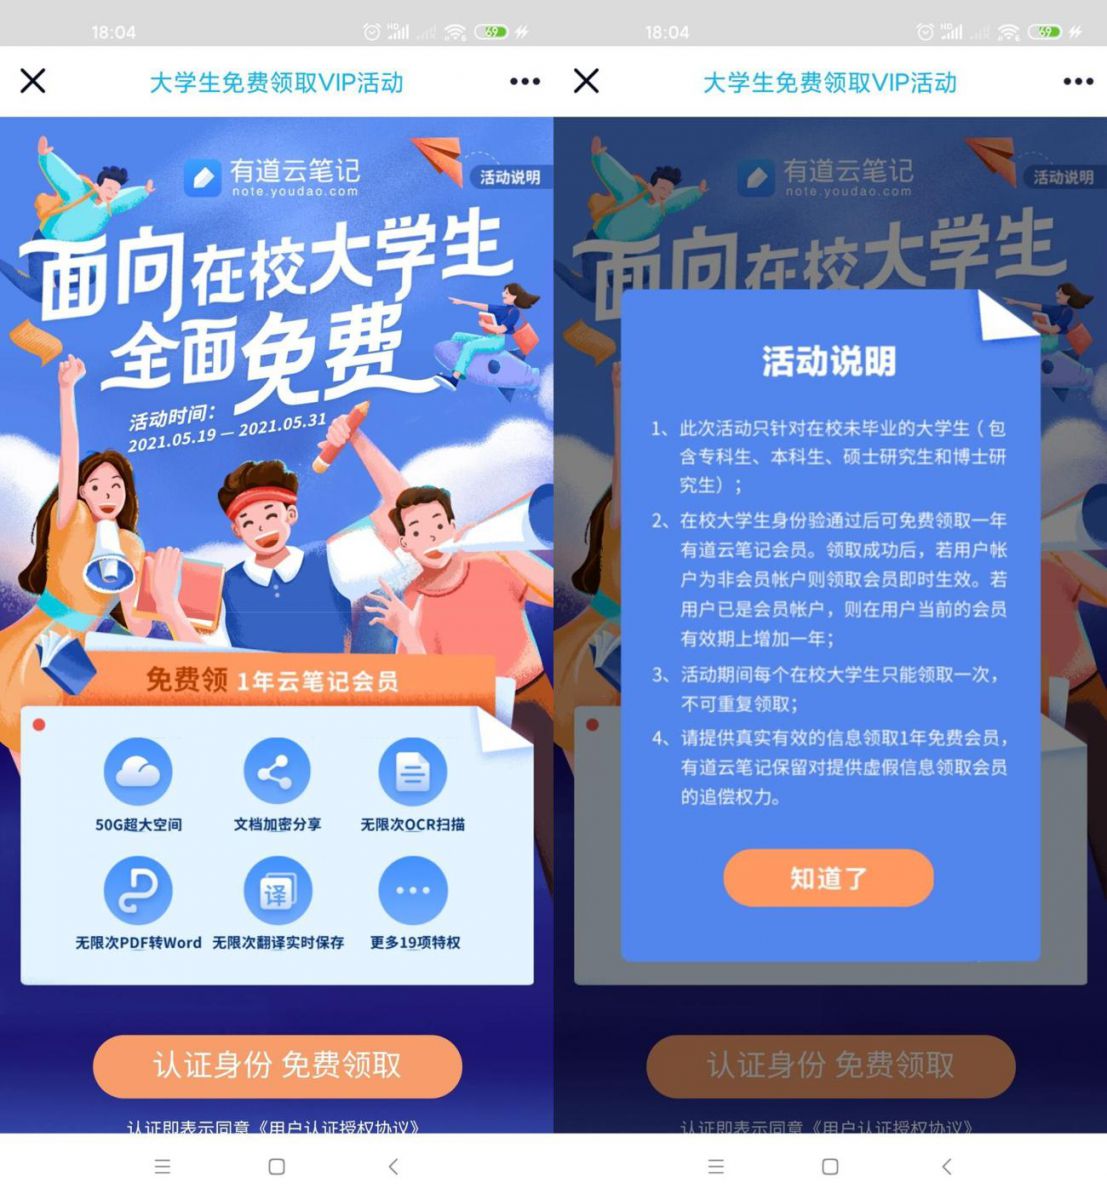 18:04
HD
6
69
大学生免费领取VIP活动
有道云笔记
note.youdao.com
活动说明
面向在校大学生
全面免费
活动时间：
2021.05.19 — 2021.05.31
免费领 1年云笔记会员
50G超大空间
文档加密分享
无限次OCR扫描
译
无限次PDF转Word
无限次翻译实时保存
更多19项特权
认证身份 免费领取
认证即表示同意《用户认证授权协议》
18:04
HD
6
69
大学生免费领取VIP活动
有道云笔记
note.youdao.com
活动说明
面向在校大学生
活动说明
1、此次活动只针对在校未毕业的大学生（包
含专科生、本科生、硕士研究生和博士研
究生）；
2、在校大学生身份验通过后可免费领取一年
有道云笔记会员。领取成功后，若用户帐
户为非会员帐户则领取会员即时生效。若
用户已是会员帐户，则在用户当前的会员
有效期上增加一年；
3、活动期间每个在校大学生只能领取一次，
不可重复领取；
4、请提供真实有效的信息领取1年免费会员，
有道云笔记保留对提供虚假信息领取会员
的追偿权力。
知道了
认证身份 免费领取
认证即表示同意《用户认证授权协议》